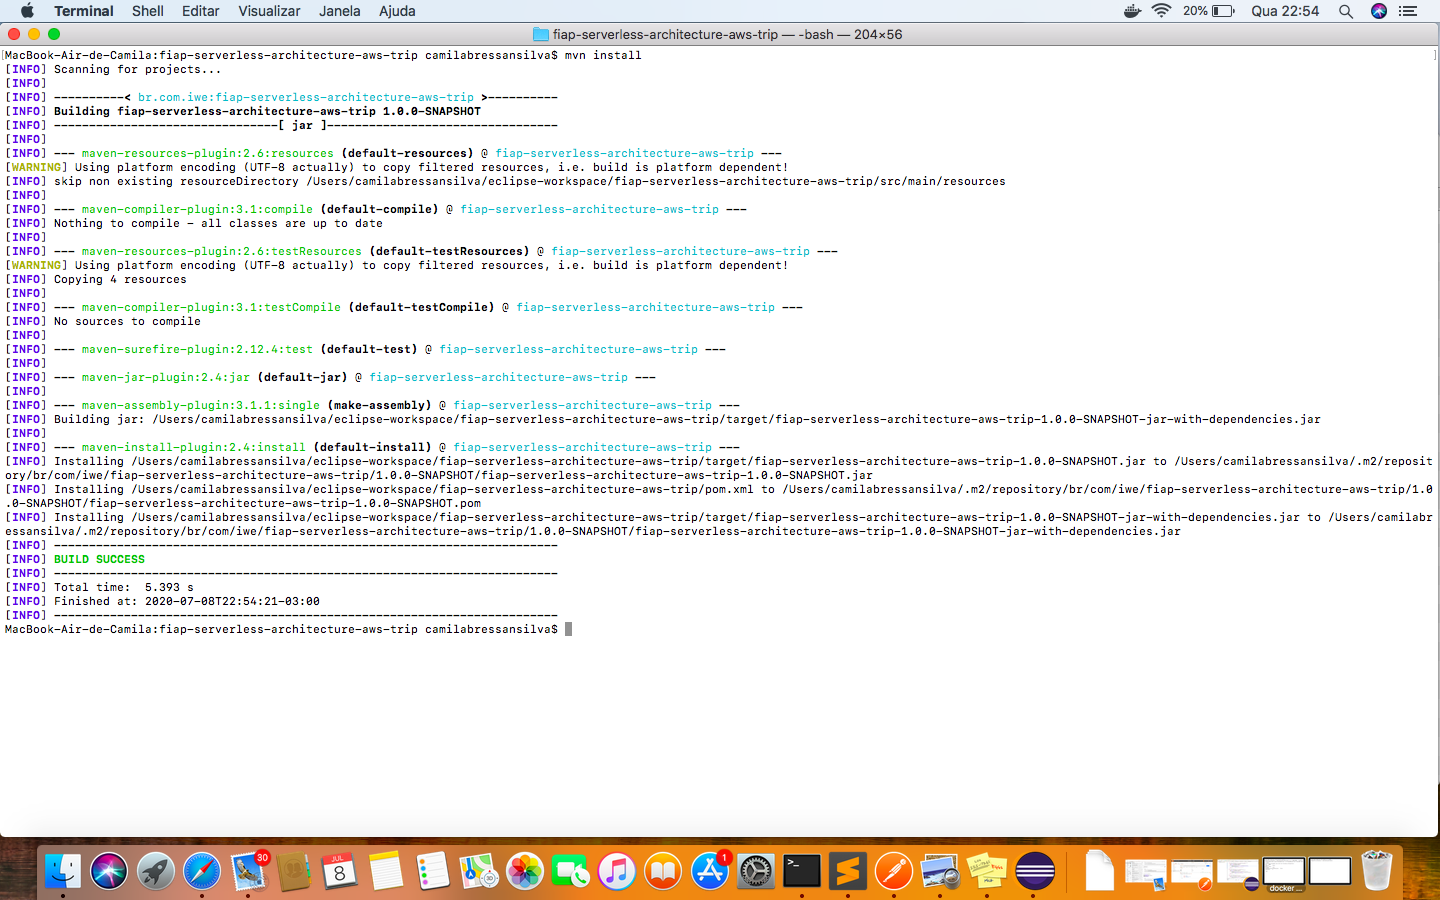 Terminal Shell Editar Visualizar Janela Ajuda 20% Qua 22:54
fiap-serverless-architecture-aws-trip — -bash — 204×56
[MacBook-Air-de-Camila:fiap-serverless-architecture-aws-trip camilabressansilva$ mvn install ]
[INFO] Scanning for projects...
[INFO]
[INFO] ----------< br.com.iwe:fiap-serverless-architecture-aws-trip >----------
[INFO] Building fiap-serverless-architecture-aws-trip 1.0.0-SNAPSHOT
[INFO] --------------------------------[ jar ]---------------------------------
[INFO]
[INFO] --- maven-resources-plugin:2.6:resources (default-resources) @ fiap-serverless-architecture-aws-trip ---
[WARNING] Using platform encoding (UTF-8 actually) to copy filtered resources, i.e. build is platform dependent!
[INFO] skip non existing resourceDirectory /Users/camilabressansilva/eclipse-workspace/fiap-serverless-architecture-aws-trip/src/main/resources
[INFO]
[INFO] --- maven-compiler-plugin:3.1:compile (default-compile) @ fiap-serverless-architecture-aws-trip ---
[INFO] Nothing to compile - all classes are up to date
[INFO]
[INFO] --- maven-resources-plugin:2.6:testResources (default-testResources) @ fiap-serverless-architecture-aws-trip ---
[WARNING] Using platform encoding (UTF-8 actually) to copy filtered resources, i.e. build is platform dependent!
[INFO] Copying 4 resources
[INFO]
[INFO] --- maven-compiler-plugin:3.1:testCompile (default-testCompile) @ fiap-serverless-architecture-aws-trip ---
[INFO] No sources to compile
[INFO]
[INFO] --- maven-surefire-plugin:2.12.4:test (default-test) @ fiap-serverless-architecture-aws-trip ---
[INFO]
[INFO] --- maven-jar-plugin:2.4:jar (default-jar) @ fiap-serverless-architecture-aws-trip ---
[INFO]
[INFO] --- maven-assembly-plugin:3.1.1:single (make-assembly) @ fiap-serverless-architecture-aws-trip ---
[INFO] Building jar: /Users/camilabressansilva/eclipse-workspace/fiap-serverless-architecture-aws-trip/target/fiap-serverless-architecture-aws-trip-1.0.0-SNAPSHOT-jar-with-dependencies.jar
[INFO]
[INFO] --- maven-install-plugin:2.4:install (default-install) @ fiap-serverless-architecture-aws-trip ---
[INFO] Installing /Users/camilabressansilva/eclipse-workspace/fiap-serverless-architecture-aws-trip/target/fiap-serverless-architecture-aws-trip-1.0.0-SNAPSHOT.jar to /Users/camilabressansilva/.m2/reposit
ory/br/com/iwe/fiap-serverless-architecture-aws-trip/1.0.0-SNAPSHOT/fiap-serverless-architecture-aws-trip-1.0.0-SNAPSHOT.jar
[INFO] Installing /Users/camilabressansilva/eclipse-workspace/fiap-serverless-architecture-aws-trip/pom.xml to /Users/camilabressansilva/.m2/repository/br/com/iwe/fiap-serverless-architecture-aws-trip/1.0
.0-SNAPSHOT/fiap-serverless-architecture-aws-trip-1.0.0-SNAPSHOT.pom
[INFO] Installing /Users/camilabressansilva/eclipse-workspace/fiap-serverless-architecture-aws-trip/target/fiap-serverless-architecture-aws-trip-1.0.0-SNAPSHOT-jar-with-dependencies.jar to /Users/camilabr
essansilva/.m2/repository/br/com/iwe/fiap-serverless-architecture-aws-trip/1.0.0-SNAPSHOT/fiap-serverless-architecture-aws-trip-1.0.0-SNAPSHOT-jar-with-dependencies.jar
[INFO] ------------------------------------------------------------------------
[INFO] BUILD SUCCESS
[INFO] ------------------------------------------------------------------------
[INFO] Total time:  5.393 s
[INFO] Finished at: 2020-07-08T22:54:21-03:00
[INFO] ------------------------------------------------------------------------
MacBook-Air-de-Camila:fiap-serverless-architecture-aws-trip camilabressansilva$
30
JUL
8
1
>_
docker ...